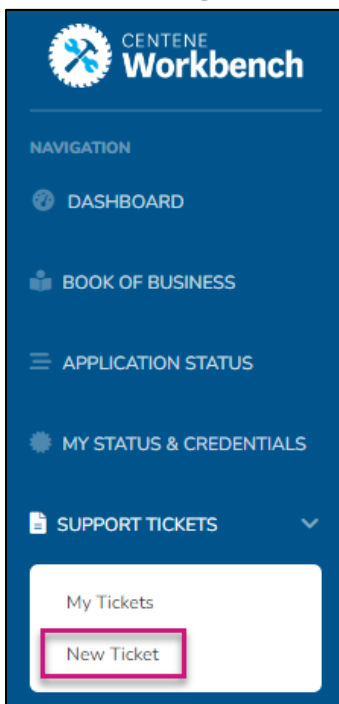 CENTENE
Workbench
NAVIGATION
DASHBOARD
BOOK OF BUSINESS
APPLICATION STATUS
MY STATUS & CREDENTIALS
SUPPORT TICKETS
My Tickets
New Ticket